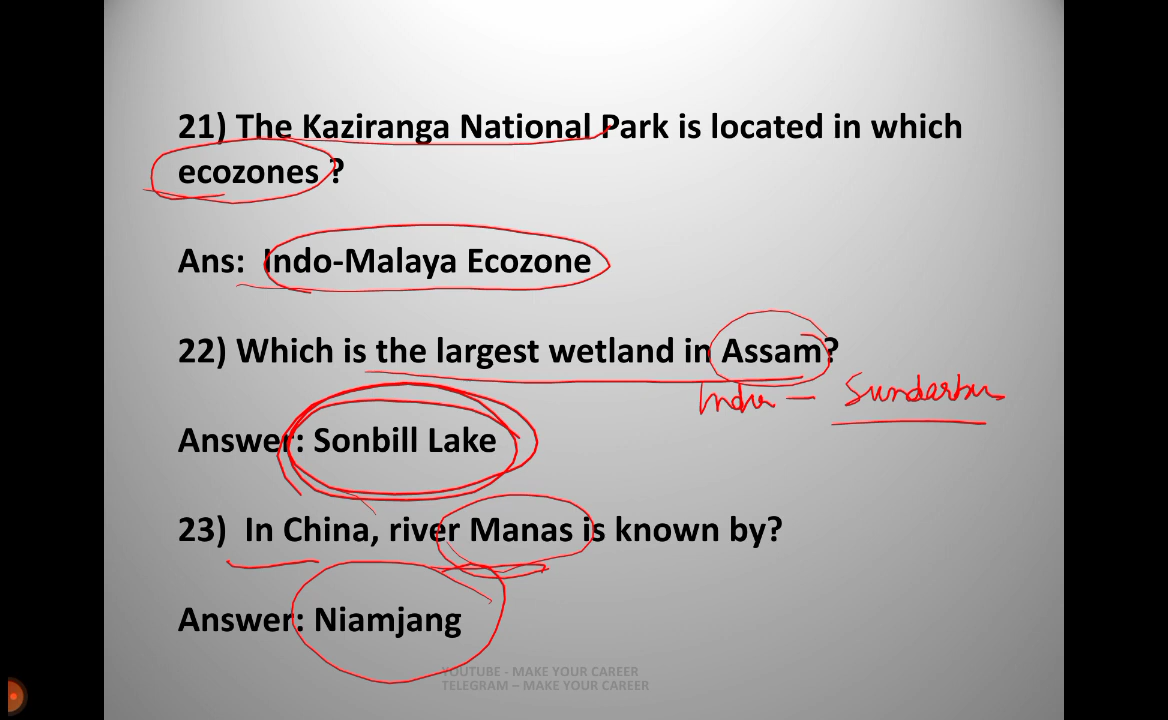 21) The Kaziranga National Park is located in which
ecozones ?
Ans: Indo-Malaya Ecozone
22) Which is the largest wetland in Assam?
India — Sundarbns
Answer: Sonbill Lake
23) In China, river Manas is known by?
Answer: Niamjang
YOUTUBE - MAKE YOUR CAREER
TELEGRAM – MAKE YOUR CAREER